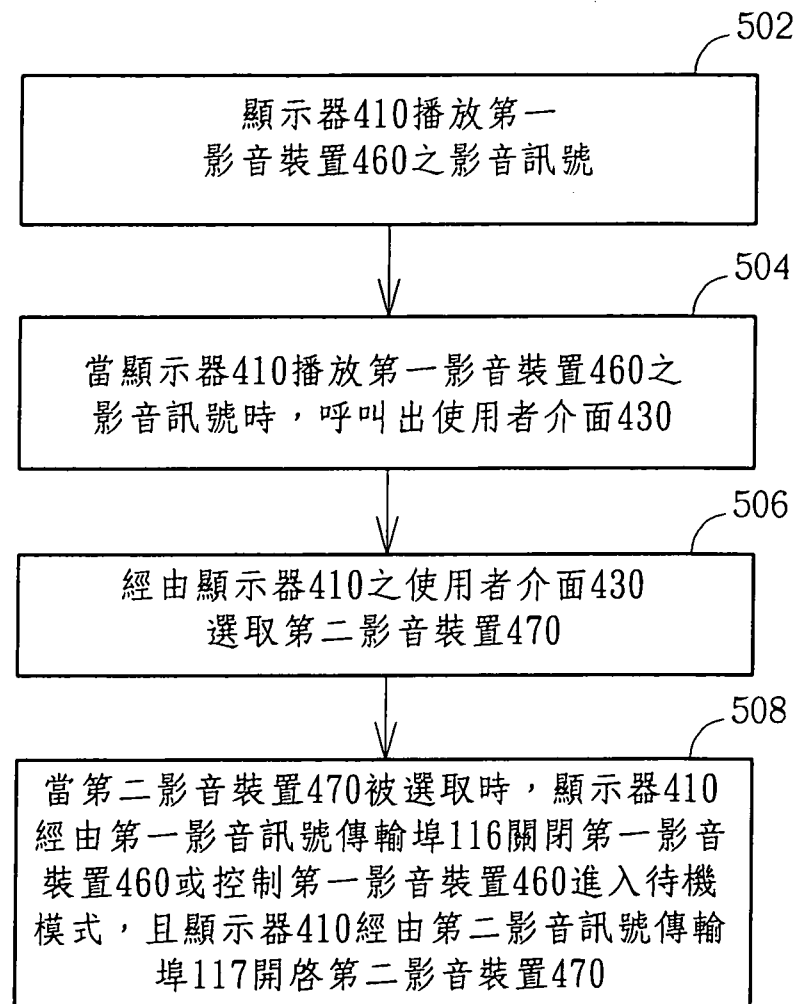 502
顯示器410播放第一
影音裝置460之影音訊號
504
當顯示器410播放第一影音裝置460之
影音訊號時，呼叫出使用者介面430
506
經由顯示器410之使用者介面430
選取第二影音裝置470
508
當第二影音裝置470被選取時，顯示器410
經由第一影音訊號傳輸埠116關閉第一影音
裝置460或控制第一影音裝置460進入待機
模式，且顯示器410經由第二影音訊號傳輸
埠117開啓第二影音裝置470